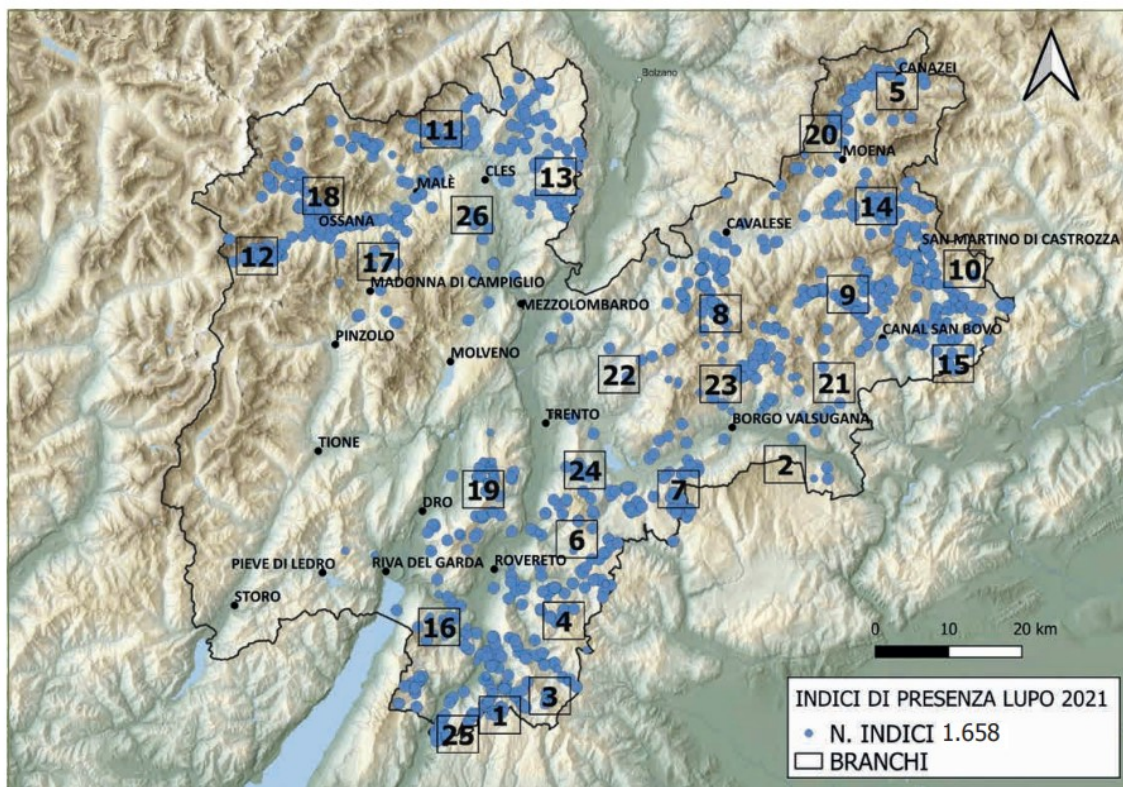 Bolzano
CANAZEI
5
11
20
MOENA
CLES
13
MALÈ
18
14
26
OSSANA
CAVALESE
SAN MARTINO DI CASTROZZA
12
17
10
MADONNA DI CAMPIGLIO
9
MEZZOLOMBARDO
8
PINZOLO
CANAL SAN BOVO
MOLVENO
15
22
23
21
TRENTO
BORGO VALSUGANA
TIONE
24
2
19
7
DRO
6
PIEVE DI LEDRO
RIVA DEL GARDA
ROVERETO
STORO
16
4
0
20 km
3
1
25
INDICI DI PRESENZA LUPO 2021
N. INDICI 1.658
BRANCHI